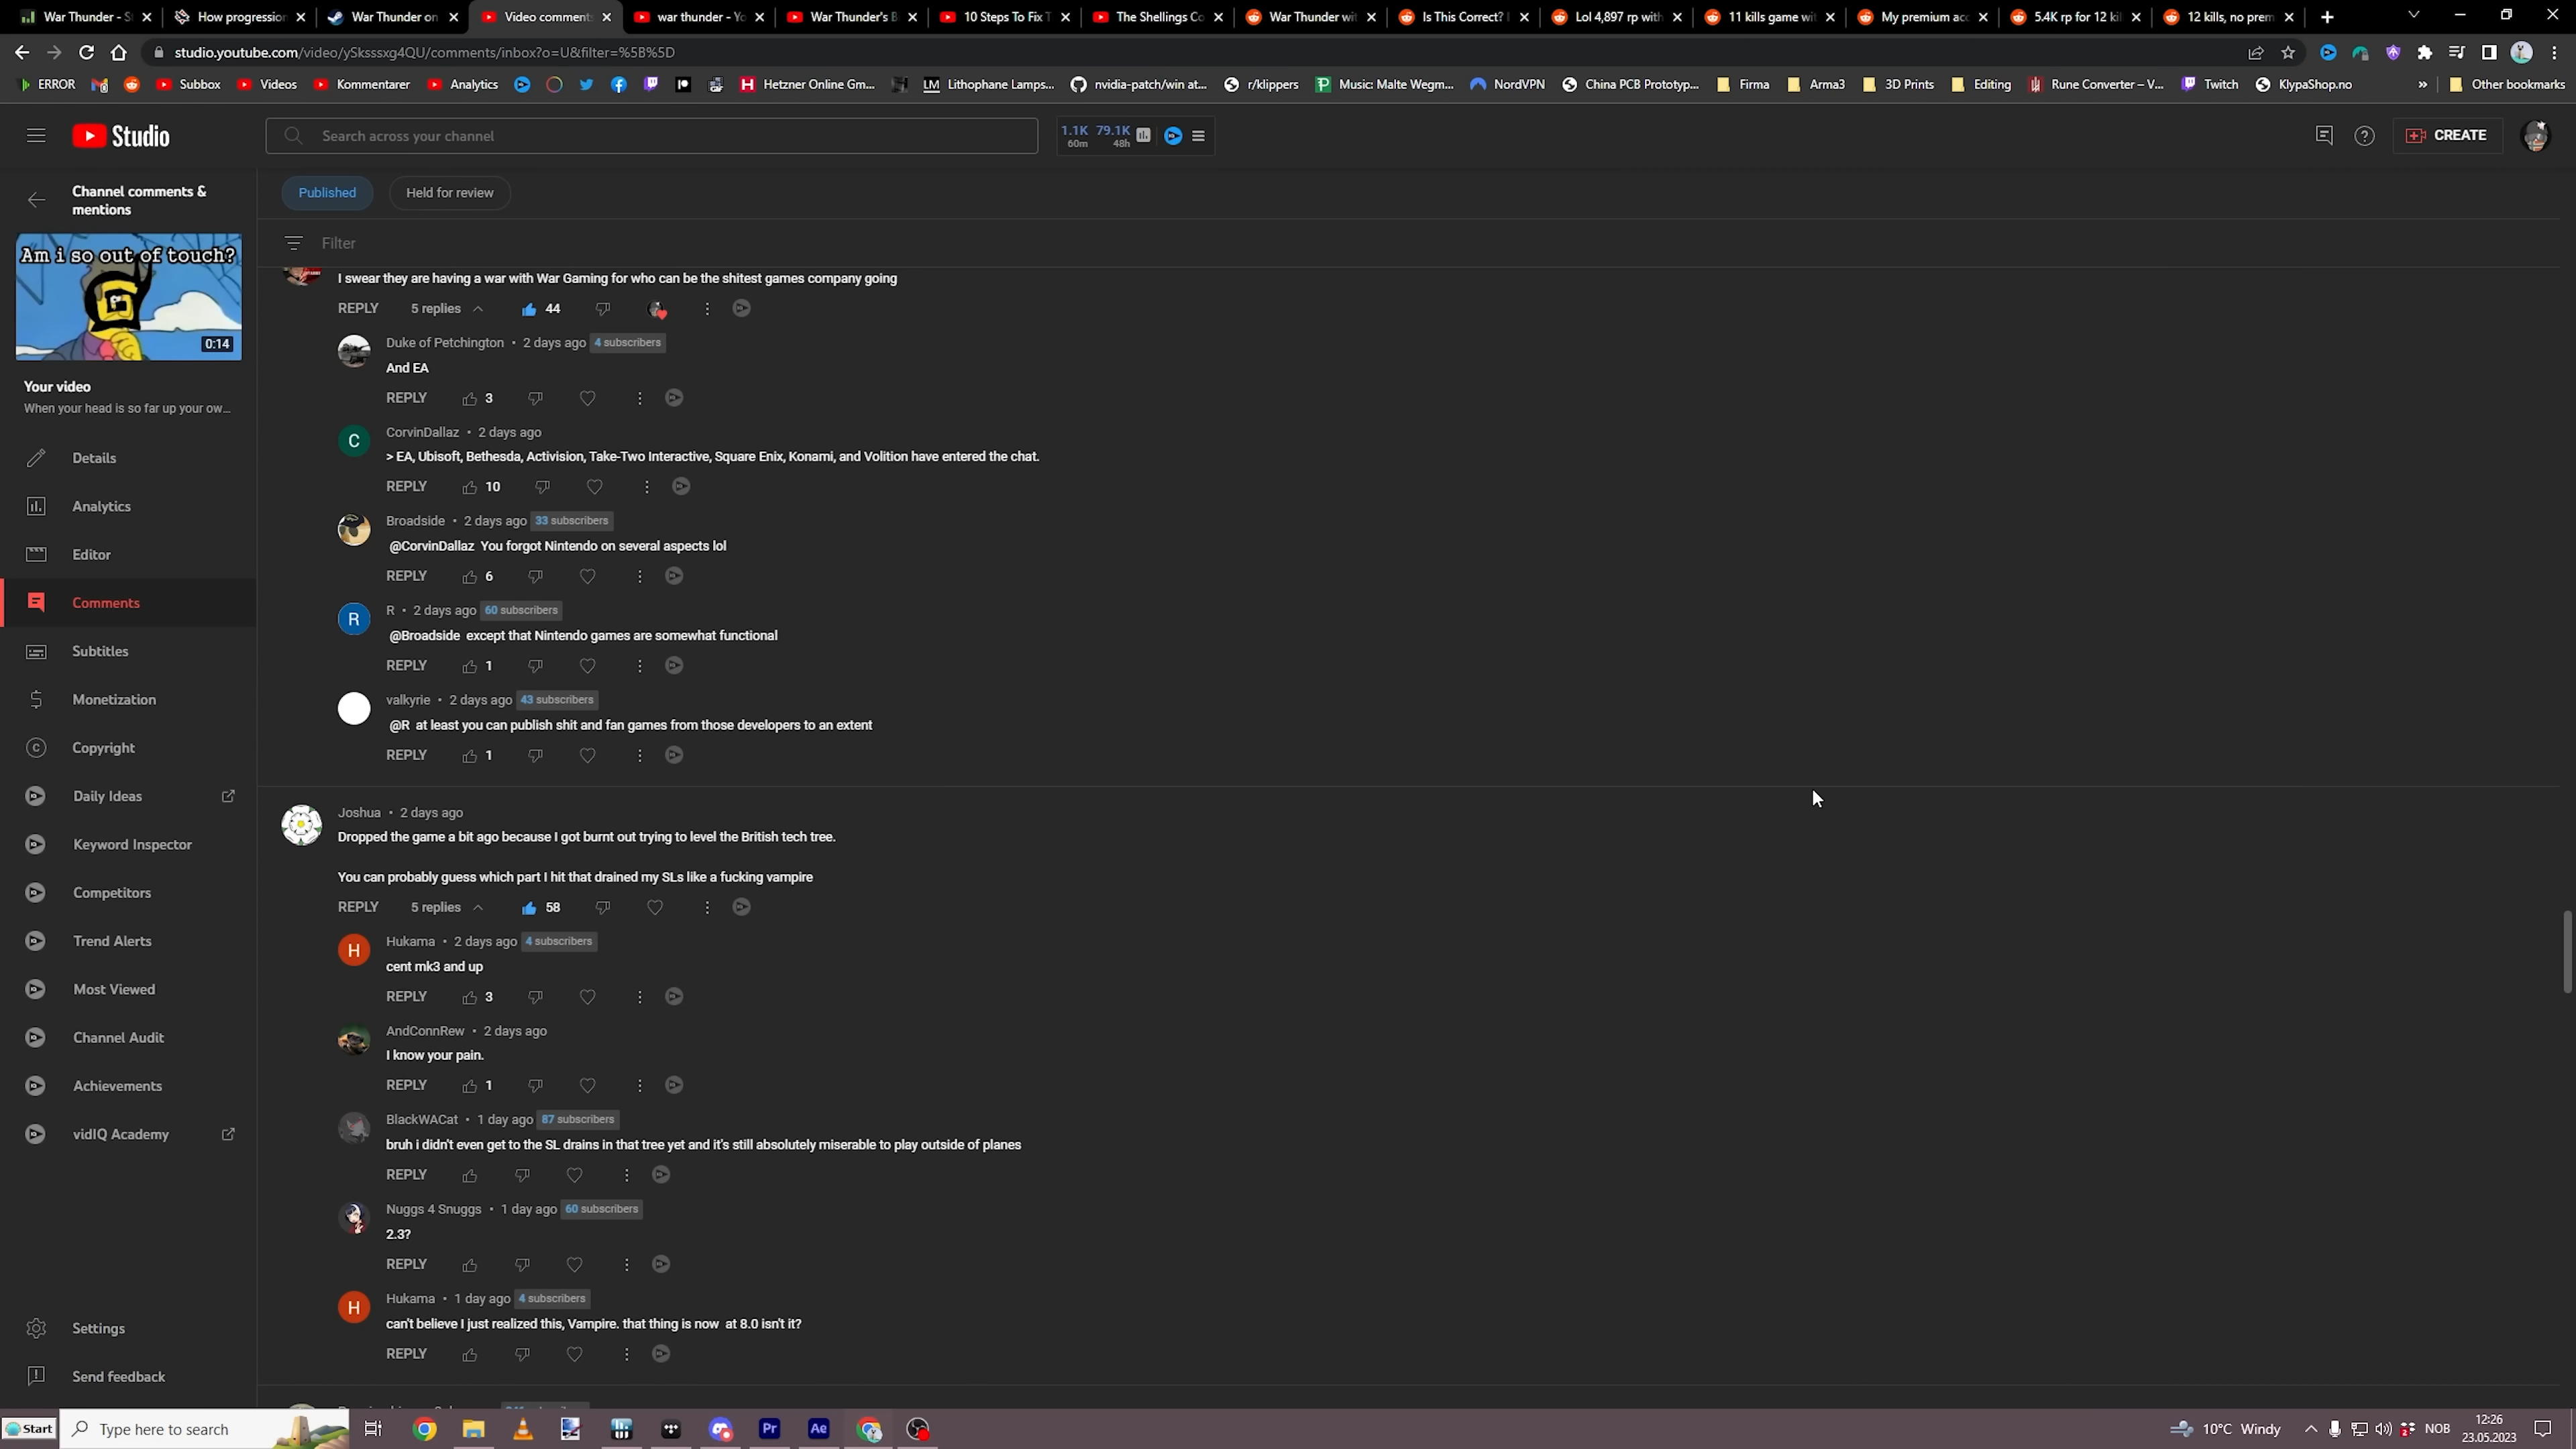 War Thunder - S
How progression
War Thunder on
Video comments
war thunder - Yo
War Thunder's B
10 Steps To Fix T
The Shellings Co
War Thunder wit
Is This Correct? I
Lol 4,897 rp with
11 kills game wit
My premium acc
5.4K rp for 12 kil
12 kills, no prem
studio.youtube.com/video/ySksssxg4QU/comments/inbox?o=U&filter=%5B%5D
ERROR
Subbox
Videos
Kommentarer
Analytics
Hetzner Online Gm...
LM Lithophane Lamps...
nvidia-patch/win at...
r/klippers
Music: Malte Wegm...
NordVPN
China PCB Prototyp...
Firma
Arma3
3D Prints
Editing
Rune Converter – V...
Twitch
KlypaShop.no
»
Other bookmarks
Studio
Search across your channel
1.1K 79.1K
60m 48h
CREATE
Channel comments &
mentions
Published
Held for review
Filter
Am i so out of touch?
0:14
Your video
When your head is so far up your ow...
Details
Analytics
Editor
Comments
Subtitles
Monetization
Copyright
Daily Ideas
Keyword Inspector
Competitors
Trend Alerts
Most Viewed
Channel Audit
Achievements
vidIQ Academy
Settings
Send feedback
I swear they are having a war with War Gaming for who can be the shitest games company going
REPLY 5 replies 44
Duke of Petchington • 2 days ago 4 subscribers
And EA
REPLY 3
C
CorvinDallaz • 2 days ago
> EA, Ubisoft, Bethesda, Activision, Take-Two Interactive, Square Enix, Konami, and Volition have entered the chat.
REPLY 10
Broadside • 2 days ago 33 subscribers
@CorvinDallaz You forgot Nintendo on several aspects lol
REPLY 6
R
R • 2 days ago 60 subscribers
@Broadside except that Nintendo games are somewhat functional
REPLY 1
valkyrie • 2 days ago 43 subscribers
@R at least you can publish shit and fan games from those developers to an extent
REPLY 1
Joshua • 2 days ago
Dropped the game a bit ago because I got burnt out trying to level the British tech tree.
You can probably guess which part I hit that drained my SLs like a fucking vampire
REPLY 5 replies 58
H
Hukama • 2 days ago 4 subscribers
cent mk3 and up
REPLY 3
AndConnRew • 2 days ago
I know your pain.
REPLY 1
BlackWACat • 1 day ago 87 subscribers
bruh i didn't even get to the SL drains in that tree yet and it's still absolutely miserable to play outside of planes
REPLY
Nuggs 4 Snuggs • 1 day ago 60 subscribers
2.3?
REPLY
H
Hukama • 1 day ago 4 subscribers
can't believe I just realized this, Vampire. that thing is now at 8.0 isn't it?
REPLY
Start
Type here to search
Pr
Ae
10°C Windy
NOB
12:26
23.05.2023